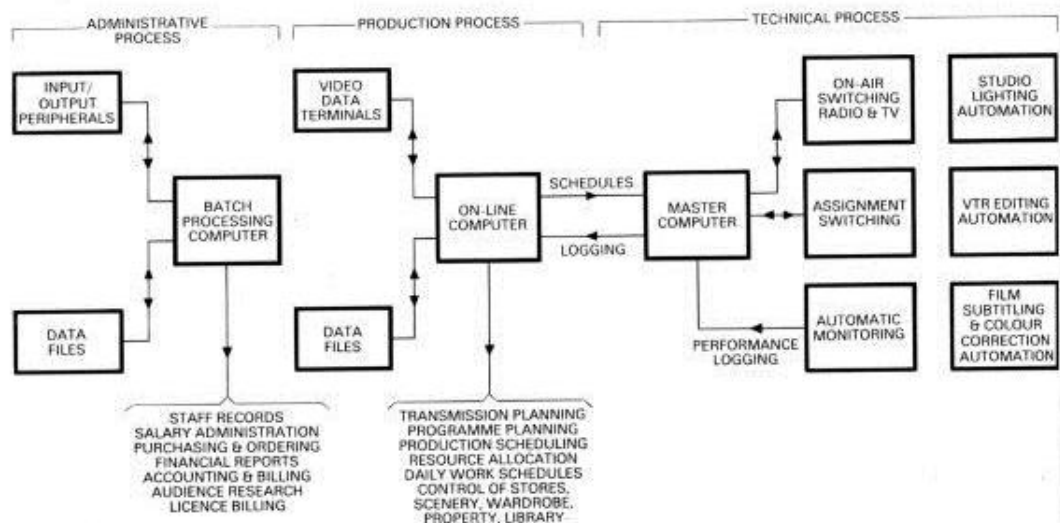 ADMINISTRATIVE
PROCESS
PRODUCTION PROCESS
TECHNICAL PROCESS
INPUT/
OUTPUT
PERIPHERALS
BATCH
PROCESSING
COMPUTER
DATA
FILES
STAFF RECORDS
SALARY ADMINISTRATION
PURCHASING & ORDERING
FINANCIAL REPORTS
ACCOUNTING & BILLING
AUDIENCE RESEARCH
LICENCE BILLING
VIDEO
DATA
TERMINALS
ON-LINE
COMPUTER
DATA
FILES
TRANSMISSION PLANNING
PROGRAMME PLANNING
PRODUCTION SCHEDULING
RESOURCE ALLOCATION
DAILY WORK SCHEDULES
CONTROL OF STORES,
SCENERY, WARDROBE,
PROPERTY, LIBRARY
SCHEDULES
LOGGING
MASTER
COMPUTER
PERFORMANCE
LOGGING
ON-AIR
SWITCHING
RADIO & TV
ASSIGNMENT
SWITCHING
AUTOMATIC
MONITORING
STUDIO
LIGHTING
AUTOMATION
VTR EDITING
AUTOMATION
FILM
SUBTITLING
& COLOUR
CORRECTION
AUTOMATION